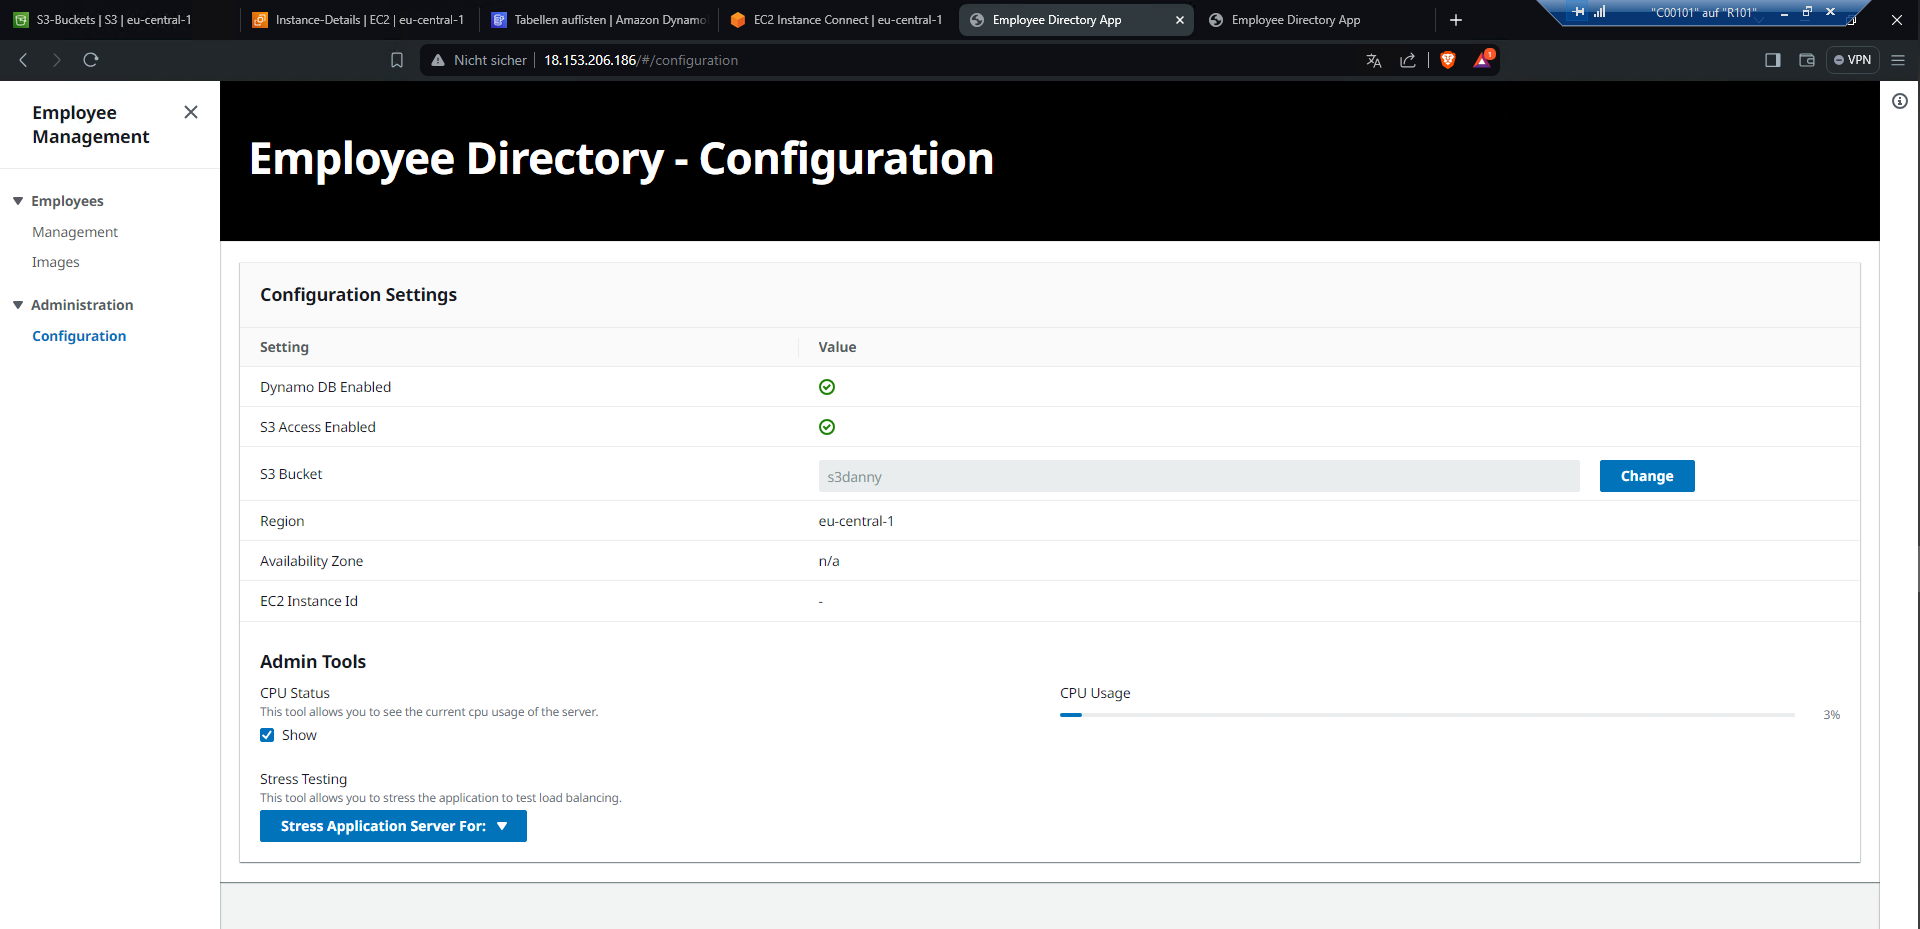 S3-Buckets | S3 | eu-central-1
Instance-Details | EC2 | eu-central-1
Tabellen auflisten | Amazon Dynamo
EC2 Instance Connect | eu-central-1
Employee Directory App
Employee Directory App
"C00101" auf "R101"
Nicht sicher
18.153.206.186/#/configuration
1
VPN
Employee
Management
Employees
Management
Images
Administration
Configuration
Employee Directory - Configuration
Configuration Settings
Setting Value
Dynamo DB Enabled
S3 Access Enabled
S3 Bucket s3danny Change
Region eu-central-1
Availability Zone n/a
EC2 Instance Id -
Admin Tools
CPU Status
This tool allows you to see the current cpu usage of the server.
Show
CPU Usage
3%
Stress Testing
This tool allows you to stress the application to test load balancing.
Stress Application Server For: